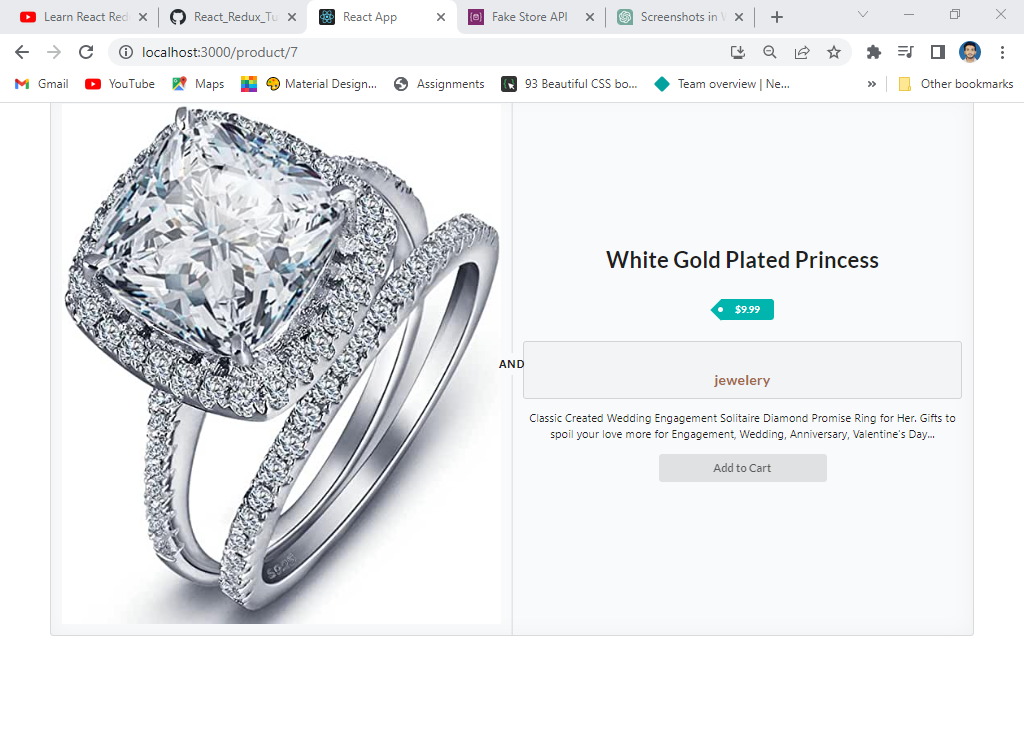 Learn React Red
React_Redux_Tu
React App
Fake Store API
Screenshots in W
localhost:3000/product/7
Gmail
YouTube
Maps
Material Design...
Assignments
93 Beautiful CSS bo...
Team overview | Ne...
»
Other bookmarks
White Gold Plated Princess
$9.99
AND
jewelery
Classic Created Wedding Engagement Solitaire Diamond Promise Ring for Her. Gifts to
spoil your love more for Engagement, Wedding, Anniversary, Valentine's Day...
Add to Cart